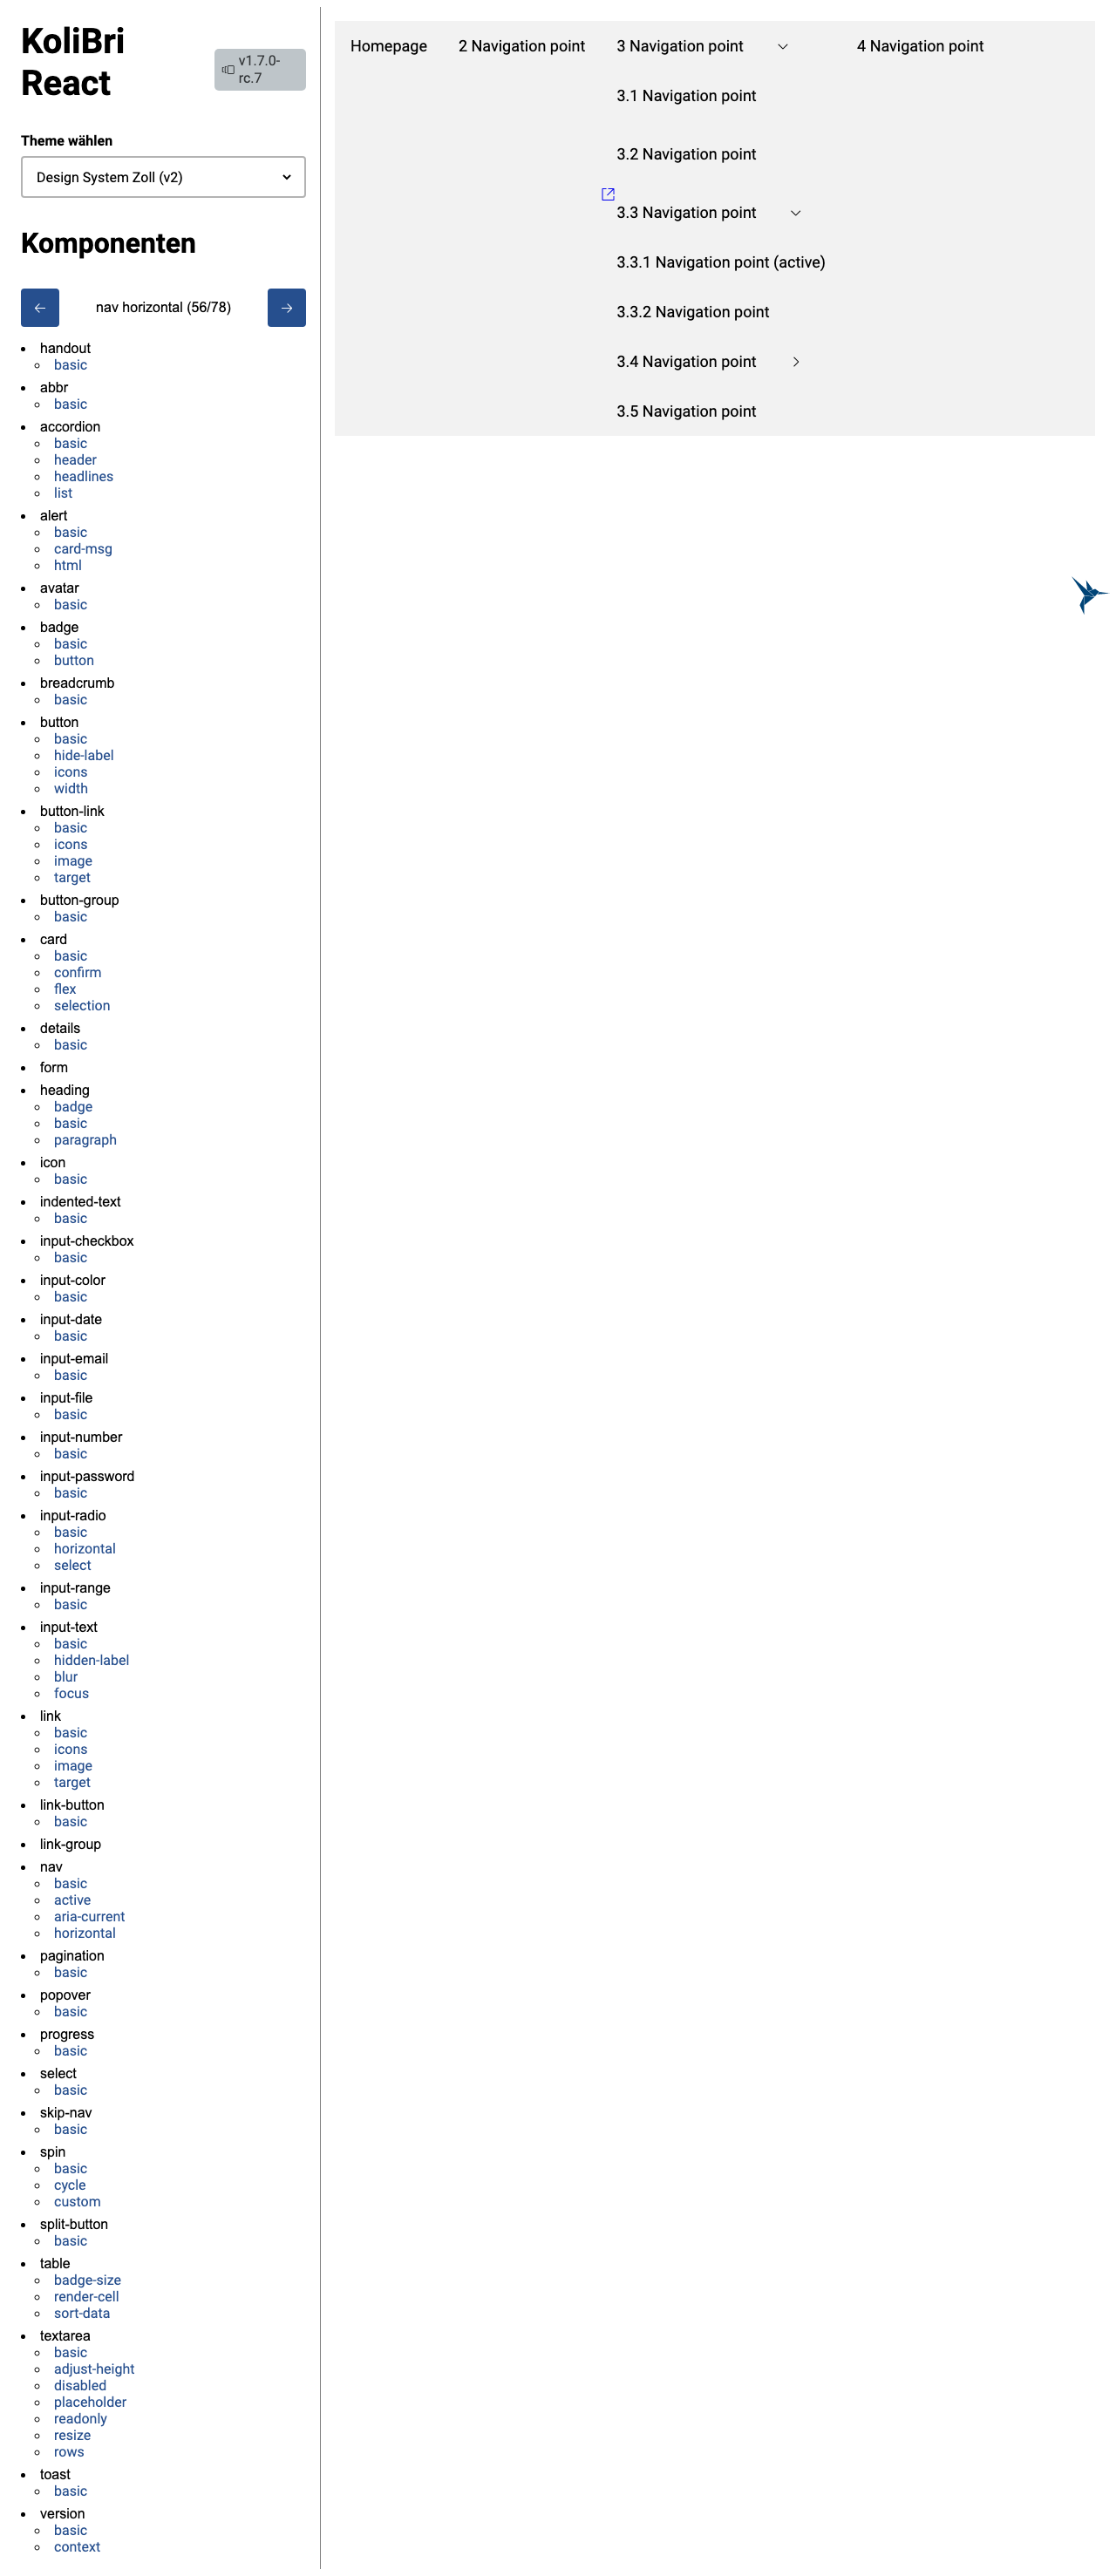 KoliBri
React
v1.7.0-
rc.7
Theme wählen
Design System Zoll (v2)
Komponenten
nav horizontal (56/78)
handout
basic
abbr
basic
accordion
basic
header
headlines
list
alert
basic
card-msg
html
avatar
basic
badge
basic
button
breadcrumb
basic
button
basic
hide-label
icons
width
button-link
basic
icons
image
target
button-group
basic
card
basic
confirm
flex
selection
details
basic
form
heading
badge
basic
paragraph
icon
basic
indented-text
basic
input-checkbox
basic
input-color
basic
input-date
basic
input-email
basic
input-file
basic
input-number
basic
input-password
basic
input-radio
basic
horizontal
select
input-range
basic
input-text
basic
hidden-label
blur
focus
link
basic
icons
image
target
link-button
basic
link-group
nav
basic
active
aria-current
horizontal
pagination
basic
popover
basic
progress
basic
select
basic
skip-nav
basic
spin
basic
cycle
custom
split-button
basic
table
badge-size
render-cell
sort-data
textarea
basic
adjust-height
disabled
placeholder
readonly
resize
rows
toast
basic
version
basic
context
Homepage 2 Navigation point 3 Navigation point 4 Navigation point
3.1 Navigation point
3.2 Navigation point
3.3 Navigation point
3.3.1 Navigation point (active)
3.3.2 Navigation point
3.4 Navigation point
3.5 Navigation point